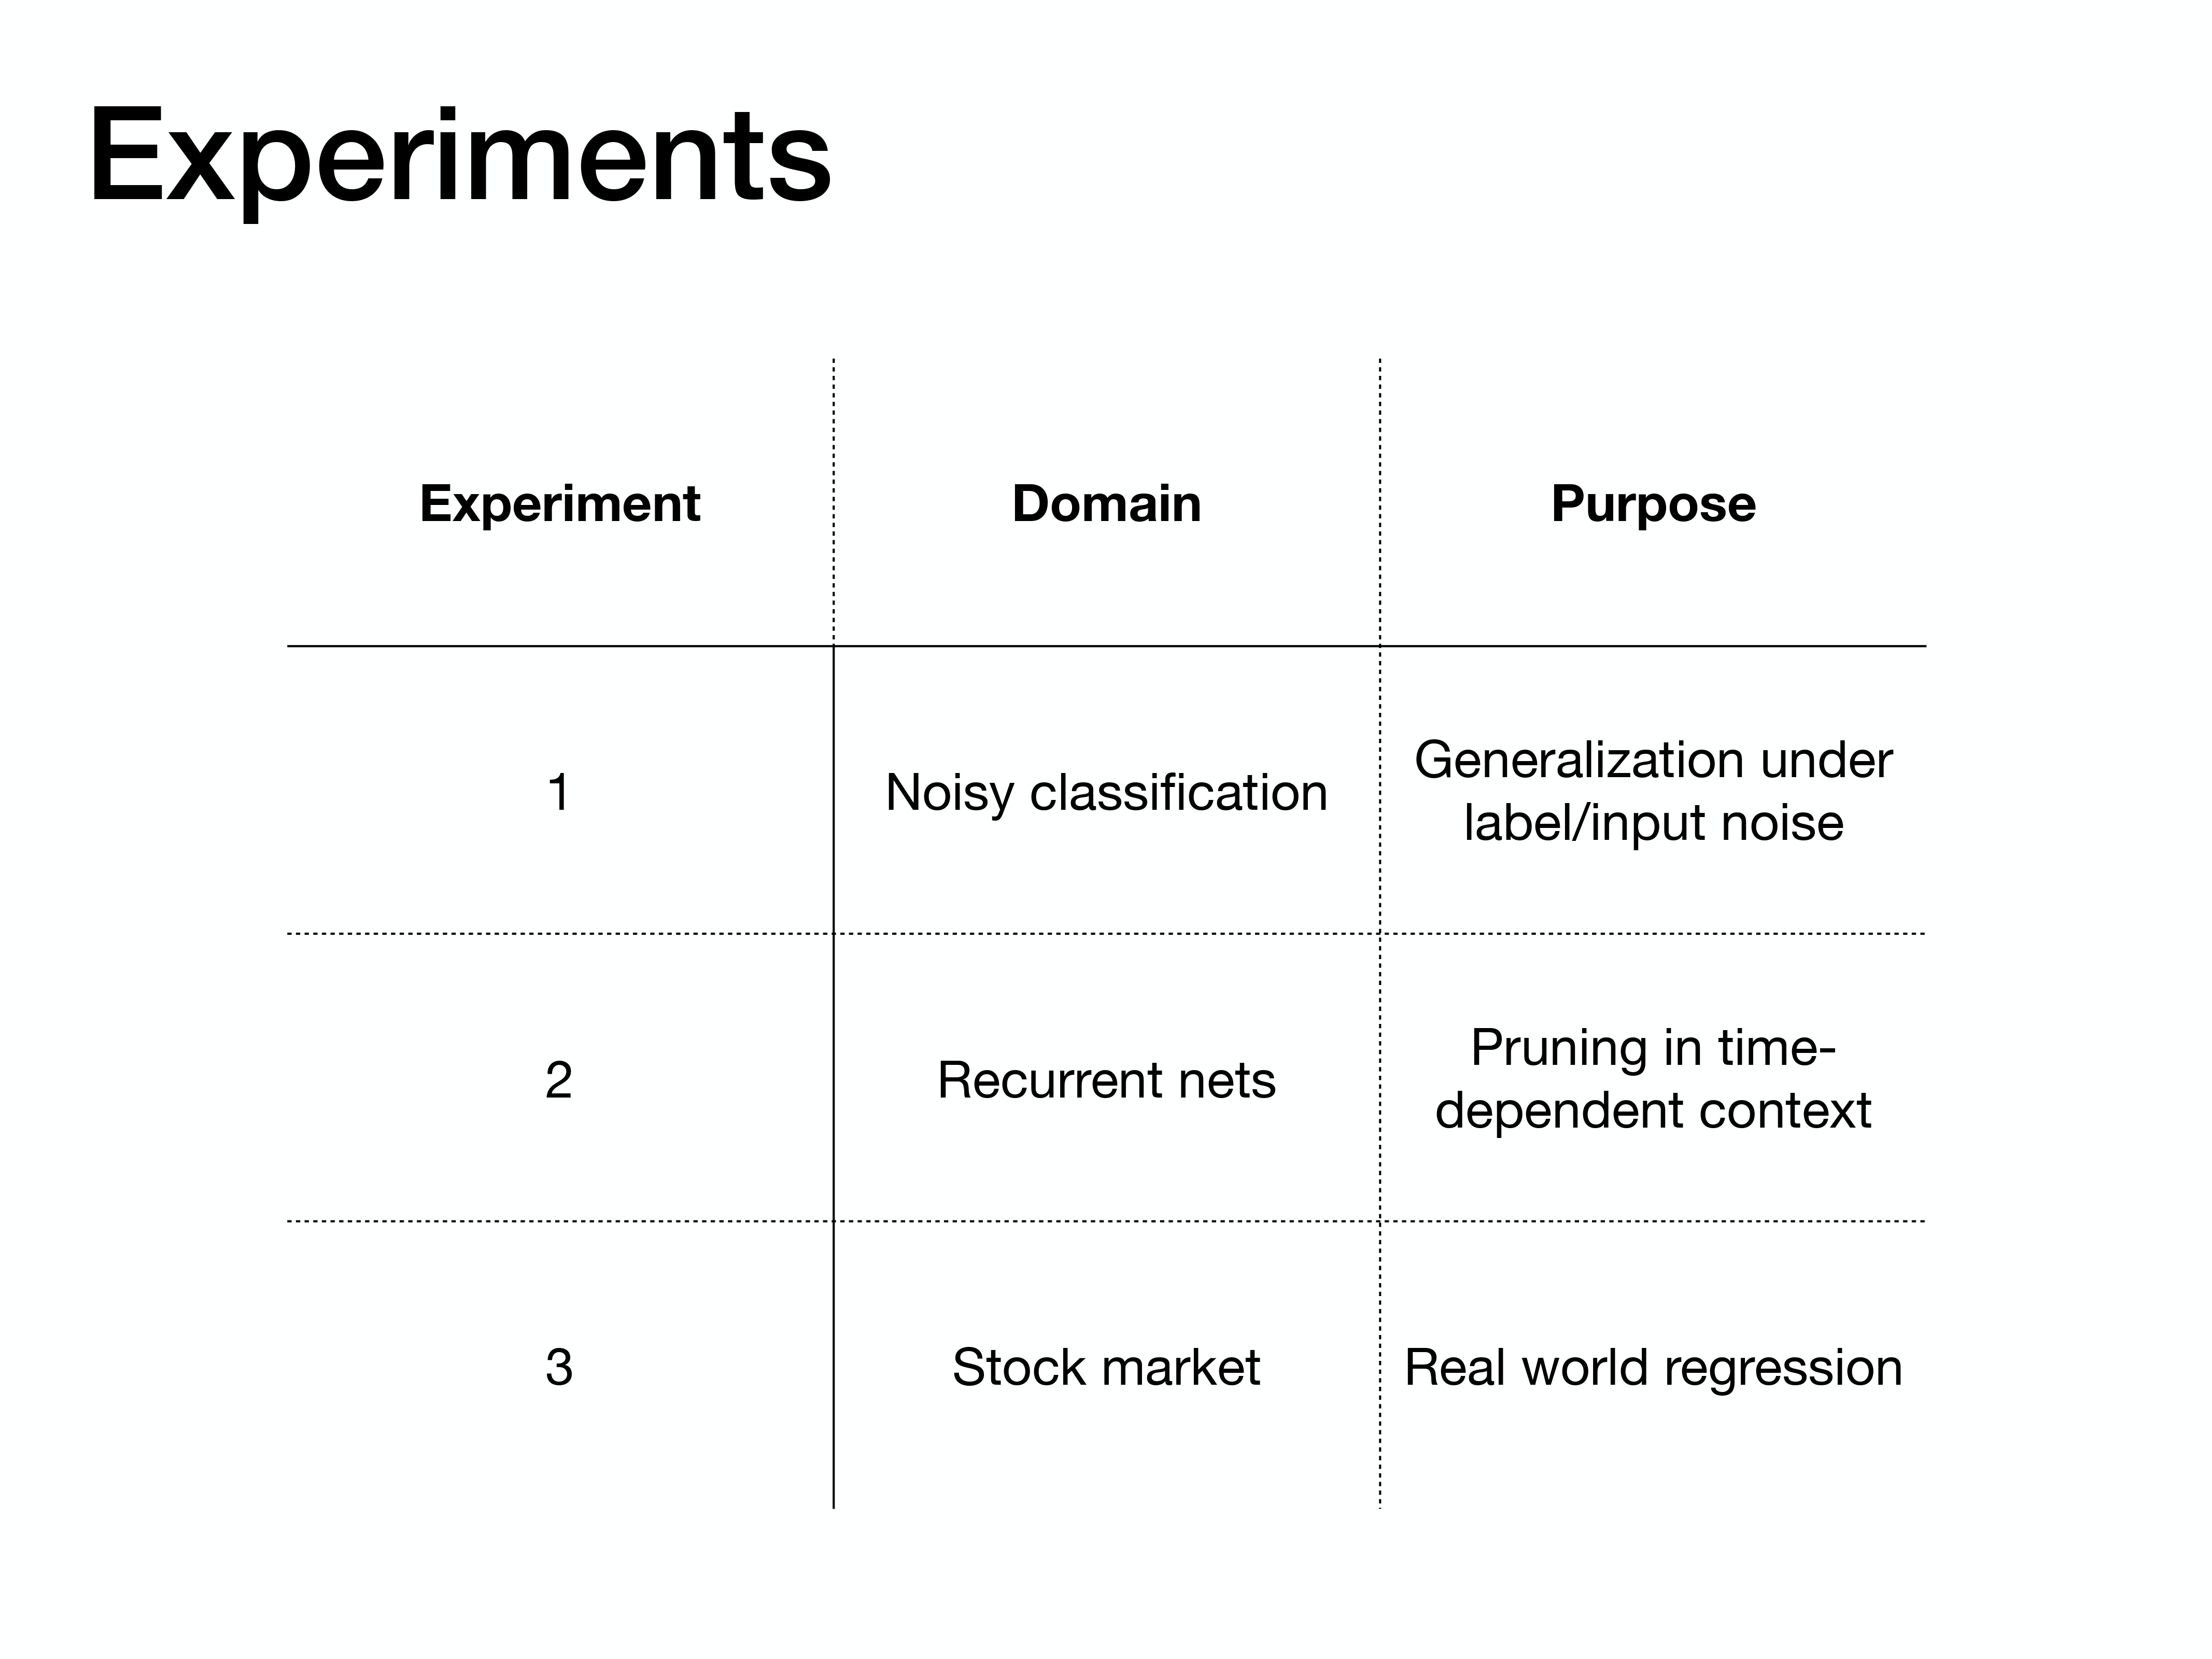 Experiments
Experiment Domain Purpose
1 Noisy classification Generalization under
label/input noise
2 Recurrent nets Pruning in time-
dependent context
3 Stock market Real world regression